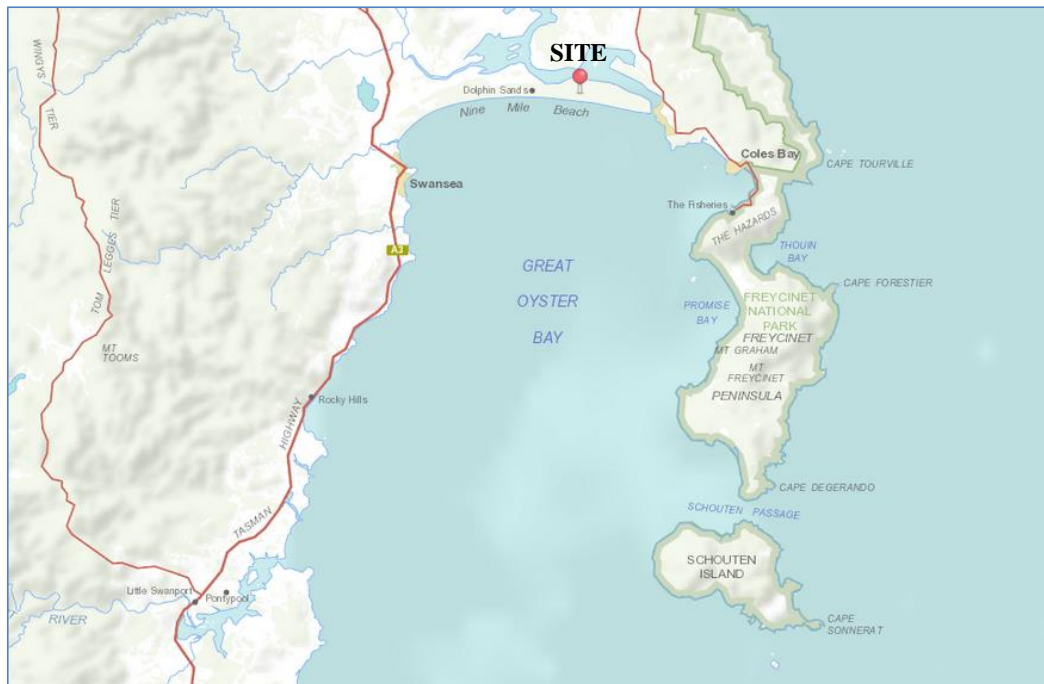 SITE
WINGYS
TIER
Dolphin Sands
Nine Mile Beach
Coles Bay
CAPE TOURVILLE
Swansea
The Fisheries
THE HAZARDS
LEGGES TIER
TOM
A3
THOUIN
BAY
GREAT
OYSTER
BAY
CAPE FORESTIER
PROMISE
BAY
FREYCINET
NATIONAL
PARK
FREYCINET
PENINSULA
MT GRAHAM
MT
FREYCINET
MT
TOOMS
Rocky Hills
HIGHWAY
TASMAN
CAPE DEGERANDO
SCHOUTEN PASSAGE
SCHOUTEN
ISLAND
Little Swanport
Pontypool
RIVER
CAPE
SONNERAT